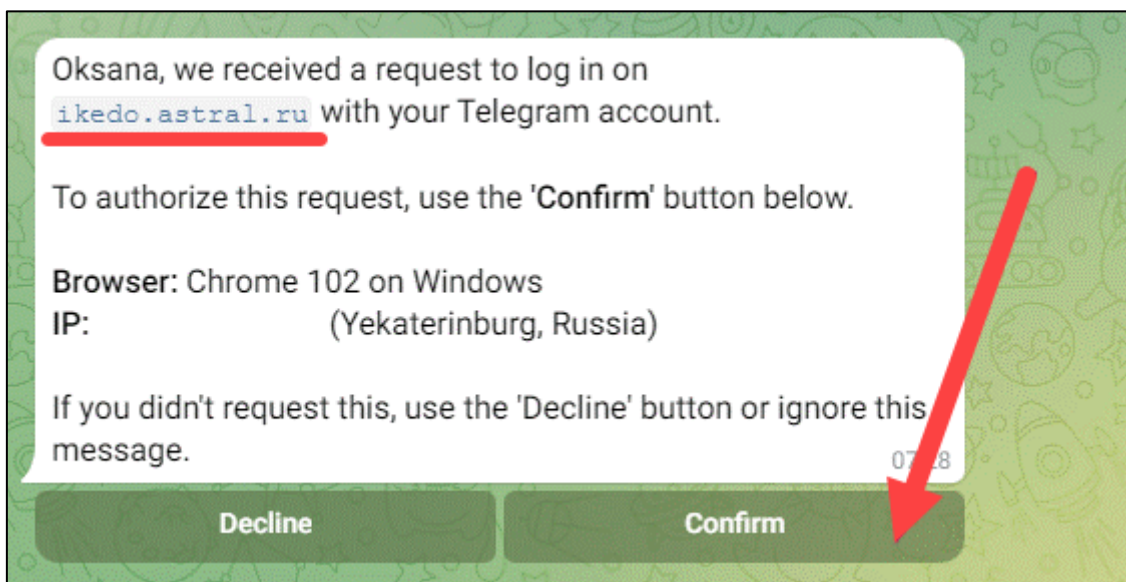 Oksana, we received a request to log in on
ikedo.astral.ru with your Telegram account.
To authorize this request, use the 'Confirm' button below.
Browser: Chrome 102 on Windows
IP: (Yekaterinburg, Russia)
If you didn't request this, use the 'Decline' button or ignore this
message.
Decline Confirm